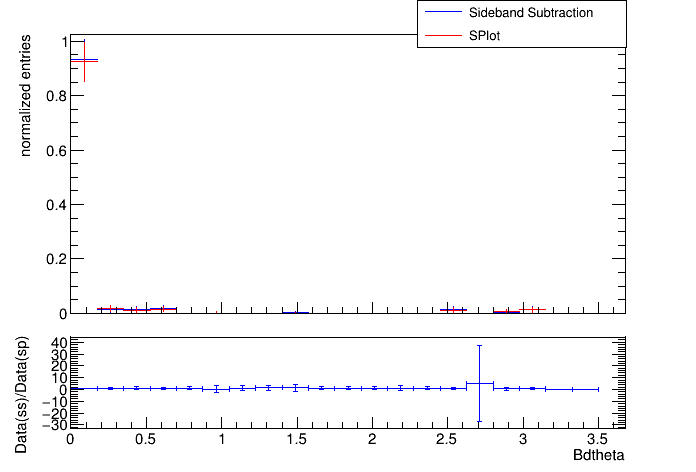 Sideband Subtraction
SPlot
normalized entries
1
0.8
0.6
0.4
0.2
0
Data(ss)/Data(sp)
40
30
20
10
0
−10
−20
−30
0 0.5 1 1.5 2 2.5 3 3.5
Bdtheta